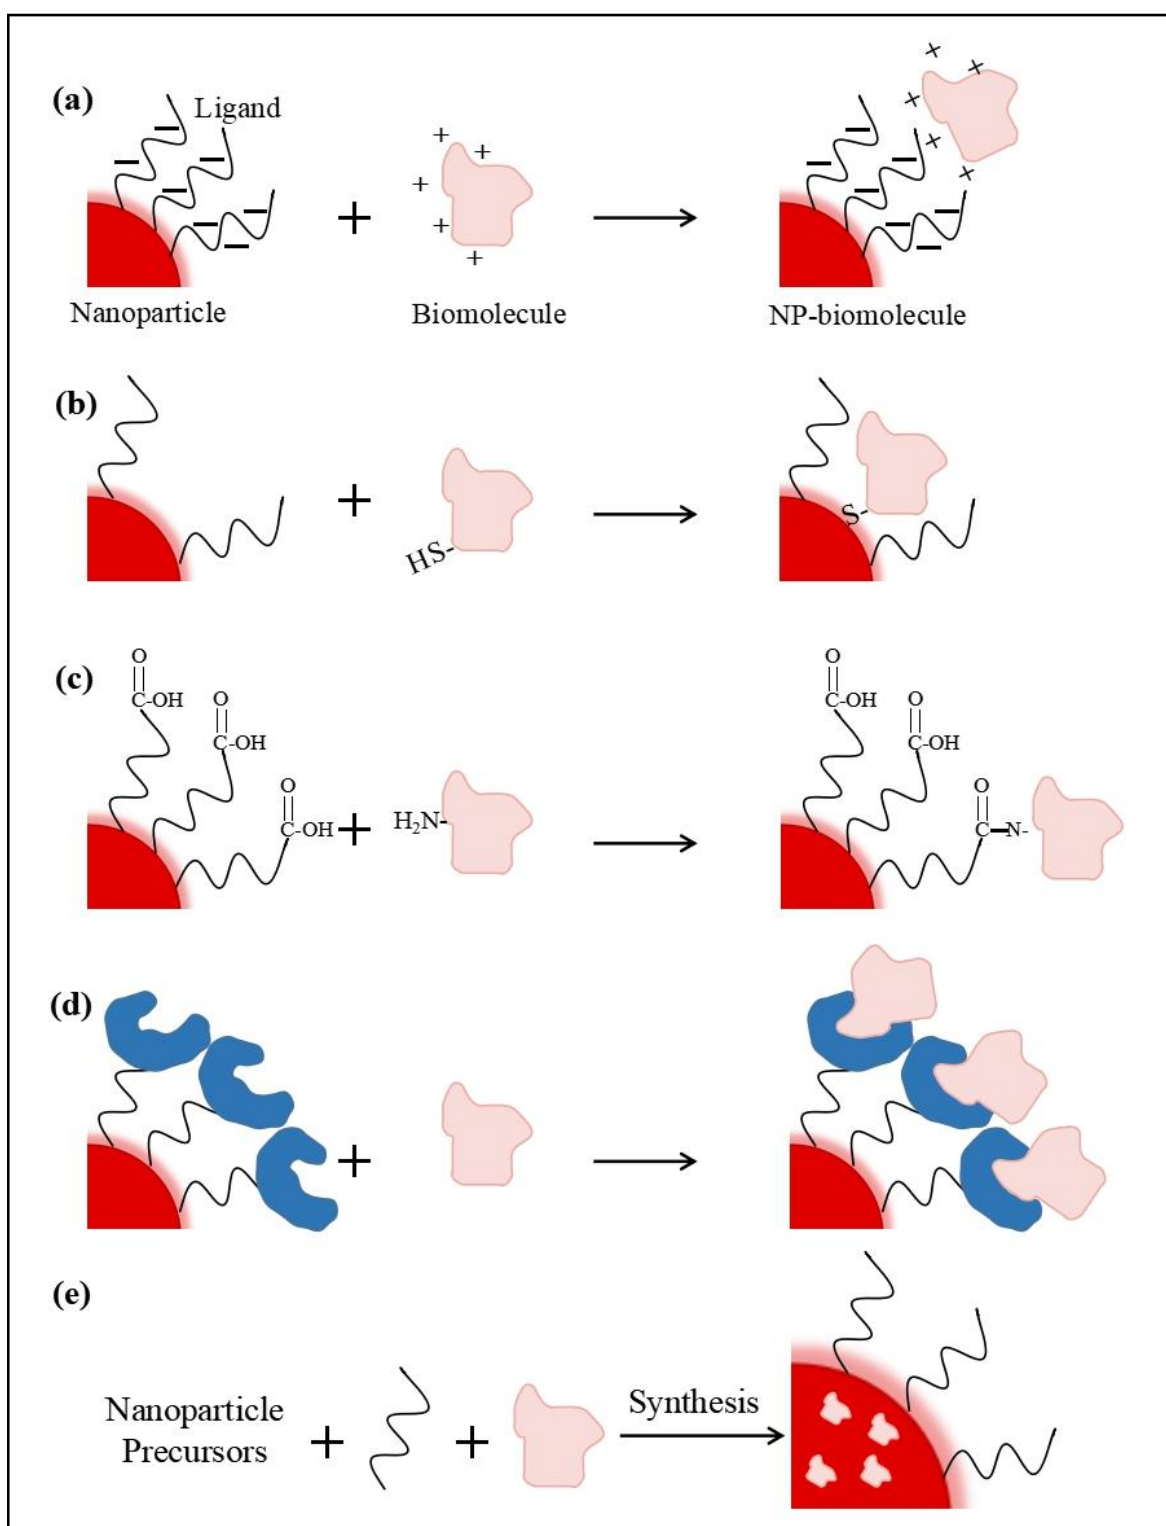 (a)
Ligand
+ + + + +
+
+ + + + +
Nanoparticle
Biomolecule
NP-biomolecule
(b)
+
HS-
S-
(c)
O
C-OH
O
C-OH
O
C-OH
+
H₂N-
O
C-OH
O
C-OH
O
C-N-
(d)
+
(e)
Nanoparticle
Precursors
+
+
Synthesis